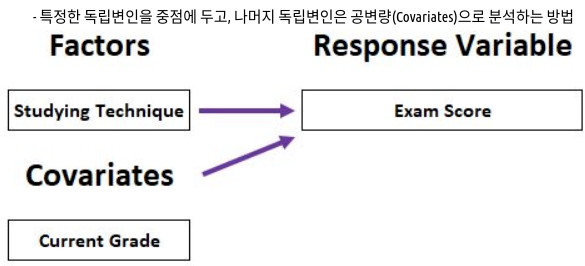 - 특정한 독립변인을 중점에 두고, 나머지 독립변인은 공변량(Covariates)으로 분석하는 방법
Factors
Response Variable
Studying Technique
Exam Score
Covariates
Current Grade